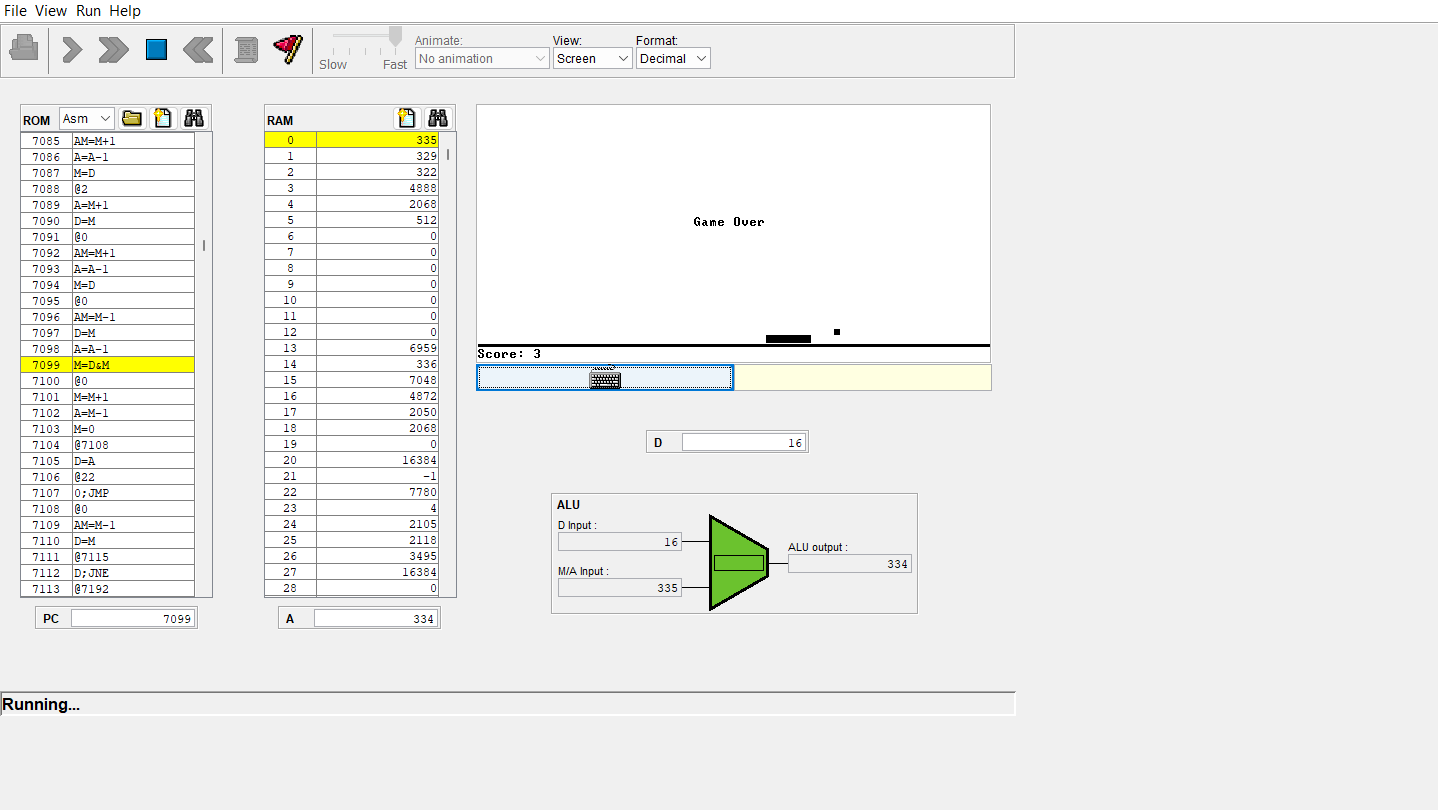 File View Run Help
Slow Fast
Animate:
No animation
View:
Screen
Format:
Decimal
ROM Asm
7085 AM=M+1
7086 A=A-1
7087 M=D
7088 @2
7089 A=M+1
7090 D=M
7091 @0
7092 AM=M+1
7093 A=A-1
7094 M=D
7095 @0
7096 AM=M-1
7097 D=M
7098 A=A-1
7099 M=D&M
7100 @0
7101 M=M+1
7102 A=M-1
7103 M=0
7104 @7108
7105 D=A
7106 @22
7107 0;JMP
7108 @0
7109 AM=M-1
7110 D=M
7111 @7115
7112 D;JNE
7113 @7192
PC 7099
RAM
0 335
1 329
2 322
3 4888
4 2068
5 512
6 0
7 0
8 0
9 0
10 0
11 0
12 0
13 6959
14 336
15 7048
16 4872
17 2050
18 2068
19 0
20 16384
21 -1
22 7780
23 4
24 2105
25 2118
26 3495
27 16384
28 0
A 334
Game Over
Score: 3
D 16
ALU
D Input :
16
M/A Input :
335
ALU output :
334
Running...